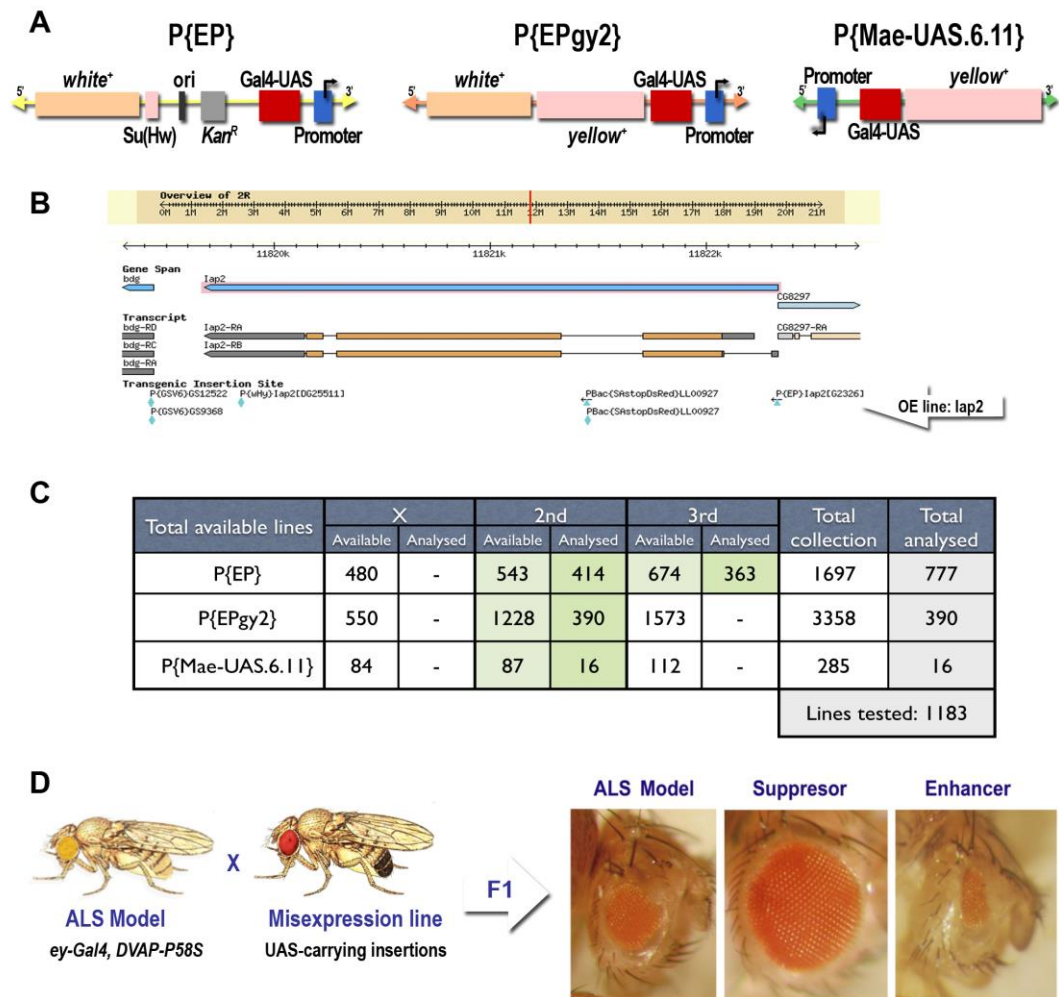 A
P{EP}
P{EPgy2}
P{Mae-UAS.6.11}
5' white+ Su(Hw) ori KanR Gal4-UAS Promoter 3'
5' white+ yellow+ Gal4-UAS Promoter 3'
5' Promoter Gal4-UAS yellow+ 3'
B
Overview of 2R
0M 1M 2M 3M 4M 5M 6M 7M 8M 9M 10M 11M 12M 13M 14M 15M 16M 17M 18M 19M 20M 21M
11820k 11821k 11822k
Gene Span
bdg Iap2
CG8297
Transcript
bdg-RD Iap2-RA CG8297-RA
bdg-RC Iap2-RB
bdg-RA
Transgenic Insertion Site
P{GSV6}GS12522 P{wHy}Iap2[DG25511] PBac{SAstopDsRed}LL00927 P{EP}Iap2[G2326]
P{GSV6}GS9368 PBac{SAstopDsRed}LL00927
OE line: Iap2
C
Total available lines X 2nd 3rd Total collection Total analysed
Available Analysed Available Analysed Available Analysed
P{EP} 480 - 543 414 674 363 1697 777
P{EPgy2} 550 - 1228 390 1573 - 3358 390
P{Mae-UAS.6.11} 84 - 87 16 112 - 285 16
Lines tested: 1183
D
ALS Model Suppresor Enhancer
X
F1
ALS Model Misexpression line
ey-Gal4, DVAP-P58S UAS-carrying insertions